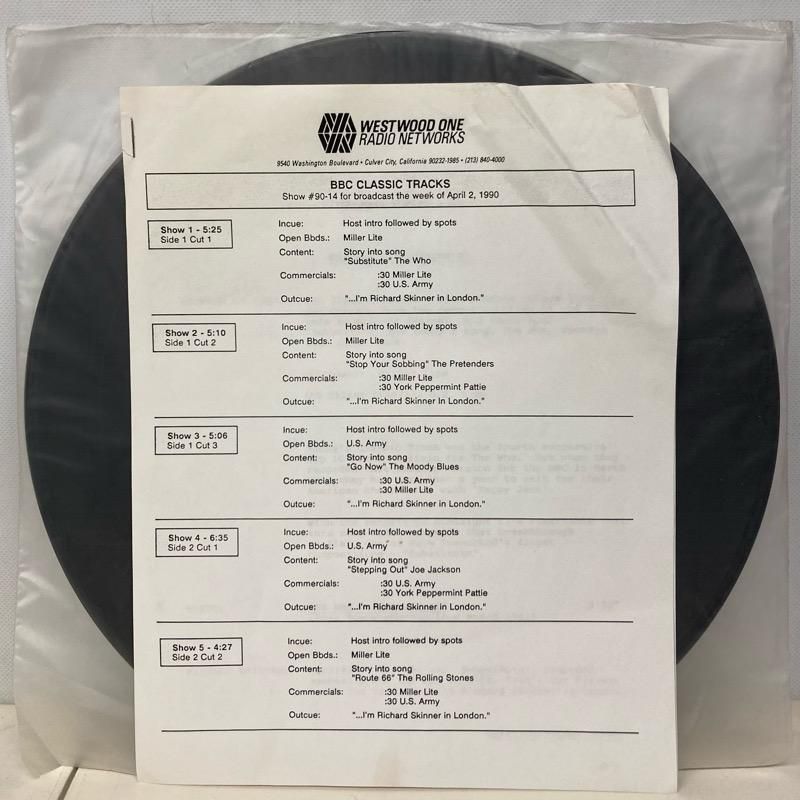 WESTWOOD ONE
RADIO NETWORKS
9540 Washington Boulevard • Culver City, California 90232-1985 • (213) 840-4000
BBC CLASSIC TRACKS
Show #90-14 for broadcast the week of April 2, 1990
Show 1 - 5:25
Side 1 Cut 1
Incue: Host intro followed by spots
Open Bbds.: Miller Lite
Content: Story into song
"Substitute" The Who
Commercials: :30 Miller Lite
:30 U.S. Army
Outcue: "...I'm Richard Skinner in London."
Show 2 - 5:10
Side 1 Cut 2
Incue: Host intro followed by spots
Open Bbds.: Miller Lite
Content: Story into song
"Stop Your Sobbing" The Pretenders
Commercials: :30 Miller Lite
:30 York Peppermint Pattie
Outcue: "...I'm Richard Skinner In London."
Show 3 - 5:06
Side 1 Cut 3
Incue: Host intro followed by spots
Open Bbds.: U.S. Army
Content: Story into song
"Go Now" The Moody Blues
Commercials: :30 U.S. Army
:30 Miller Lite
Outcue: "...I'm Richard Skinner in London."
Show 4 - 6:35
Side 2 Cut 1
Incue: Host intro followed by spots
Open Bbds.: U.S. Army
Content: Story into song
"Stepping Out" Joe Jackson
Commercials: :30 U.S. Army
:30 York Peppermint Pattie
Outcue: "...I'm Richard Skinner in London."
Show 5 - 4:27
Side 2 Cut 2
Incue: Host intro followed by spots
Open Bbds.: Miller Lite
Content: Story into song
"Route 66" The Rolling Stones
Commercials: :30 Miller Lite
:30 U.S. Army
Outcue: "...I'm Richard Skinner in London."